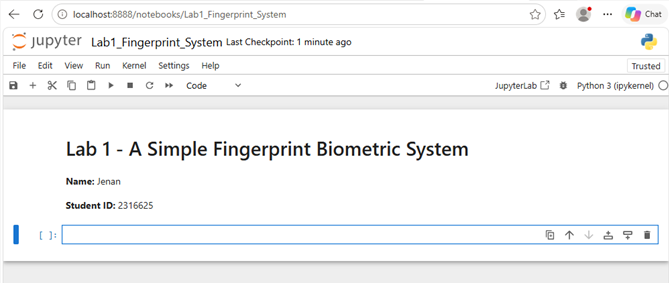 localhost:8888/notebooks/Lab1_Fingerprint_System
Chat
jupyter Lab1_Fingerprint_System Last Checkpoint: 1 minute ago
File Edit View Run Kernel Settings Help Trusted
Code JupyterLab Python 3 (ipykernel)
Lab 1 - A Simple Fingerprint Biometric System
Name: Jenan
Student ID: 2316625
[ ]: